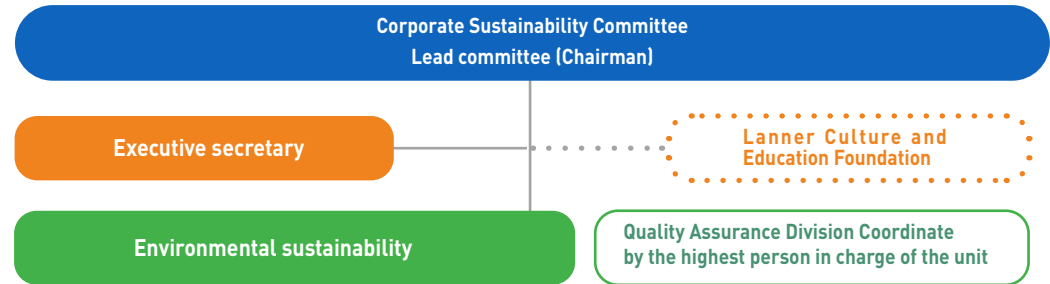 Corporate Sustainability Committee
Lead committee (Chairman)
Executive secretary
Lanner Culture and
Education Foundation
Environmental sustainability
Quality Assurance Division Coordinate
by the highest person in charge of the unit